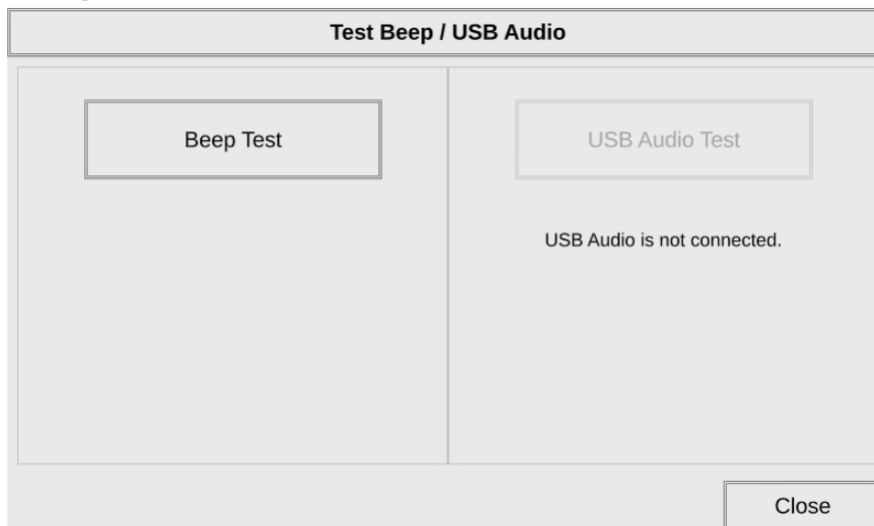 Test Beep / USB Audio
Beep Test
USB Audio Test
USB Audio is not connected.
Close